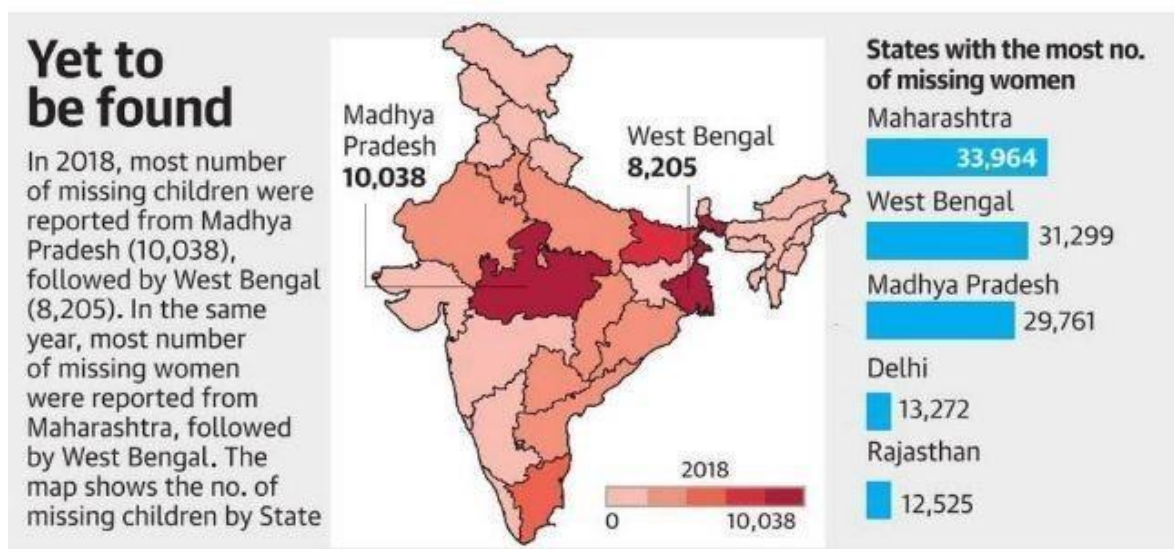 Yet to
be found
In 2018, most number
of missing children were
reported from Madhya
Pradesh (10,038),
followed by West Bengal
(8,205). In the same
year, most number
of missing women
were reported from
Maharashtra, followed
by West Bengal. The
map shows the no. of
missing children by State
Madhya
Pradesh
10,038
West Bengal
8,205
2018
0
10,038
States with the most no.
of missing women
Maharashtra
33,964
West Bengal
31,299
Madhya Pradesh
29,761
Delhi
13,272
Rajasthan
12,525